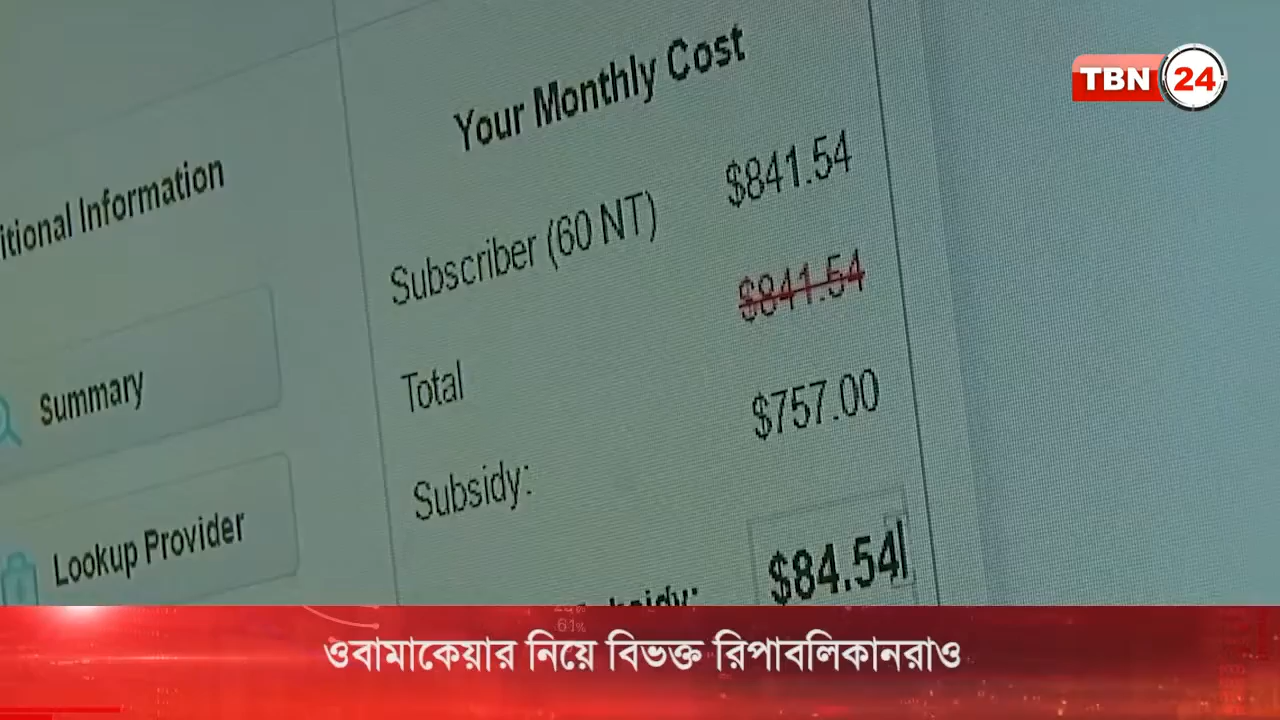 TBN 24
Your Monthly Cost
itional Information
Subscriber (60 NT) $841.54
Total $841.54
Summary
Subsidy: $757.00
Lookup Provider
$84.54
61%
ওবামাকেয়ার নিয়ে বিভক্ত রিপাবলিকানরাও